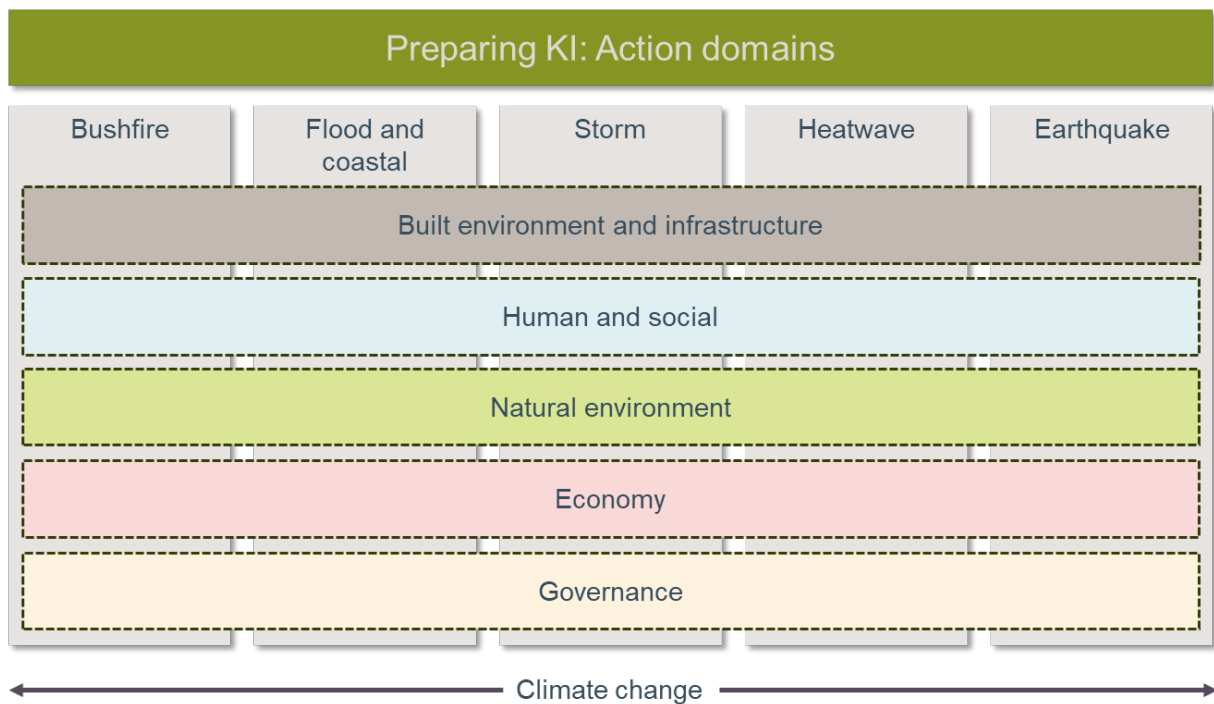 Preparing KI: Action domains
Bushfire
Flood and
coastal
Storm
Heatwave
Earthquake
Built environment and infrastructure
Human and social
Natural environment
Economy
Governance
Climate change